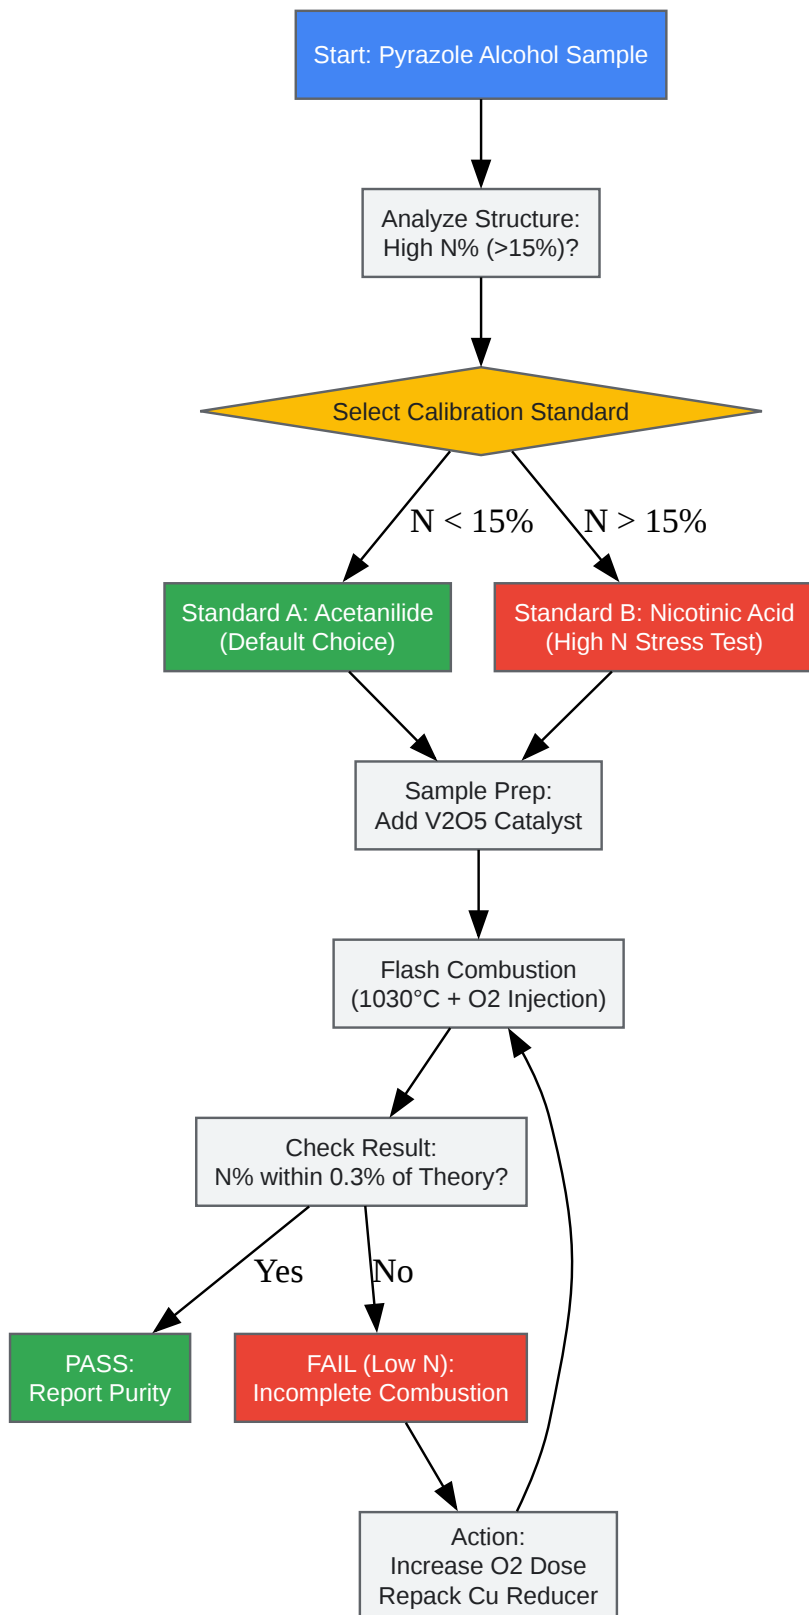 Start: Pyrazole Alcohol Sample
Analyze Structure:
High N% (>15%)?
Select Calibration Standard
N < 15%
N > 15%
Standard A: Acetanilide
(Default Choice)
Standard B: Nicotinic Acid
(High N Stress Test)
Sample Prep:
Add V2O5 Catalyst
Flash Combustion
(1030°C + O2 Injection)
Check Result:
N% within 0.3% of Theory?
Yes
No
PASS:
Report Purity
FAIL (Low N):
Incomplete Combustion
Action:
Increase O2 Dose
Repack Cu Reducer